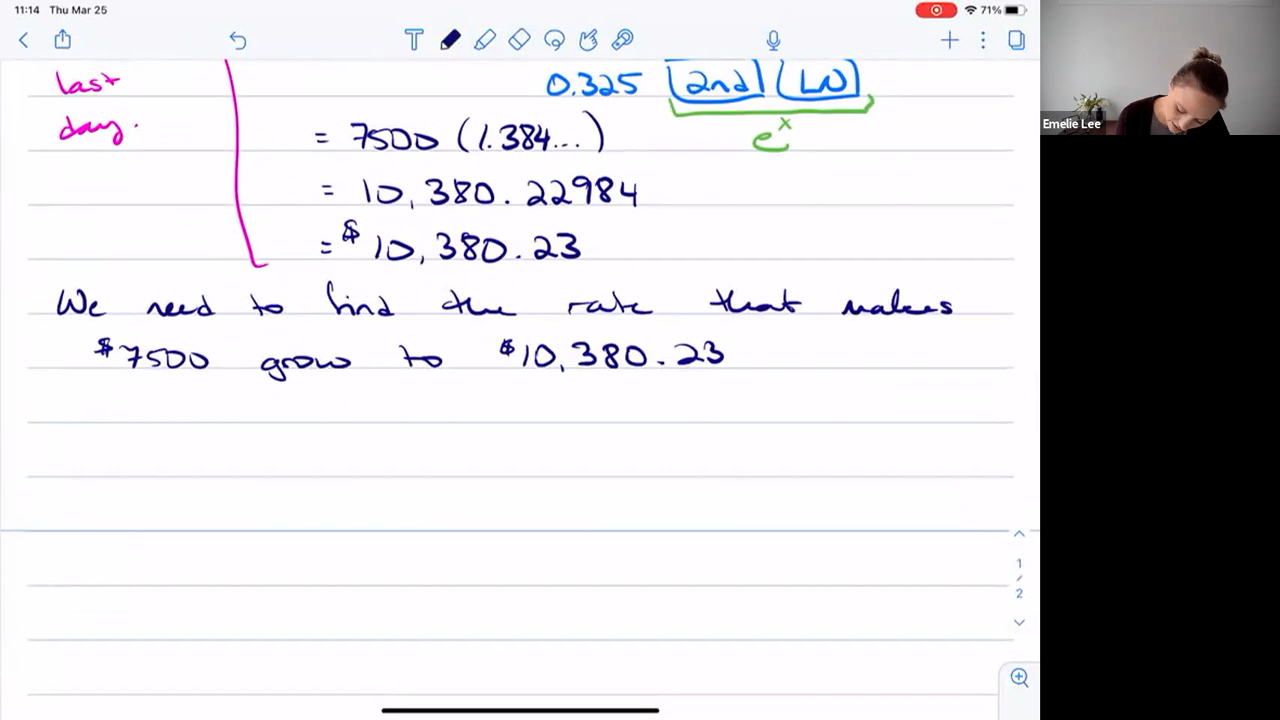 11:14 Thu Mar 25
71%
last
day.
0.325 2nd LN
e^x
= 7500 (1.384...)
= 10,380.22984
= $ 10,380.23
We need to find the rate that makes
$7500 grow to $10,380.23
Emelie Lee
1
/
2